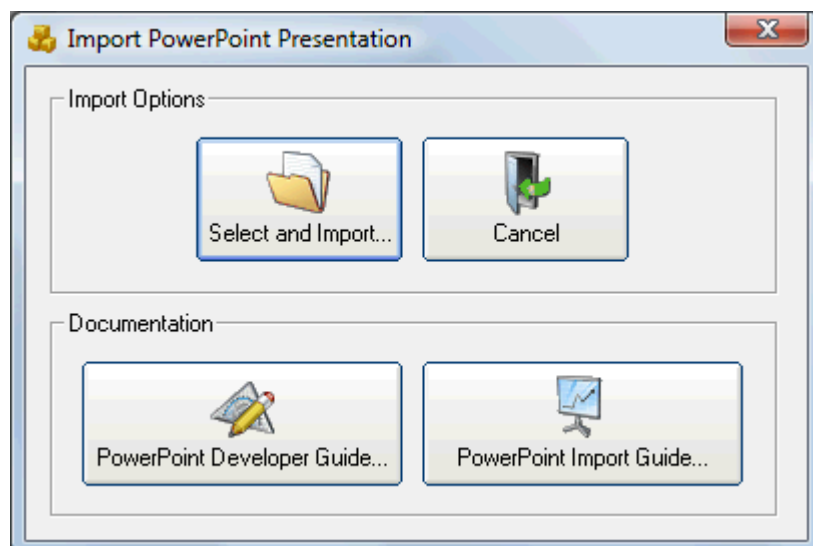 Import PowerPoint Presentation
Import Options
Select and Import...
Cancel
Documentation
PowerPoint Developer Guide...
PowerPoint Import Guide...